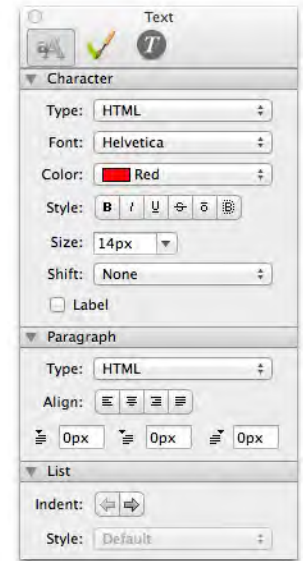 Text
Character
Type: HTML
Font: Helvetica
Color: Red
Style: B I U S o B
Size: 14px
Shift: None
Label
Paragraph
Type: HTML
Align:
0px 0px 0px
List
Indent:
Style: Default